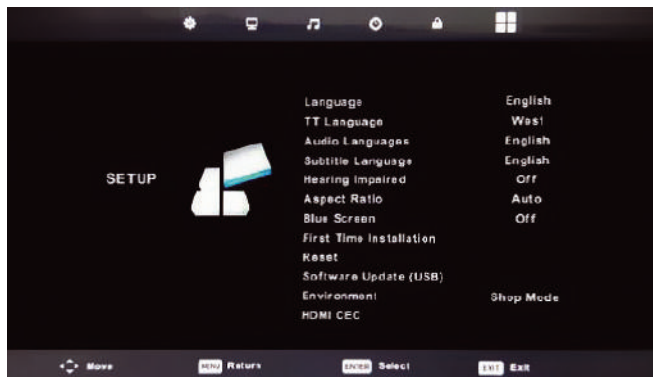 SETUP
Language English
TT Language West
Audio Languages English
Subtitle Language English
Hearing Impaired Off
Aspect Ratio Auto
Blue Screen Off
First Time Installation
Reset
Software Update (USB)
Environment Shop Mode
HDMI CEC
Move MENU Return ENTER Select EXIT Exit